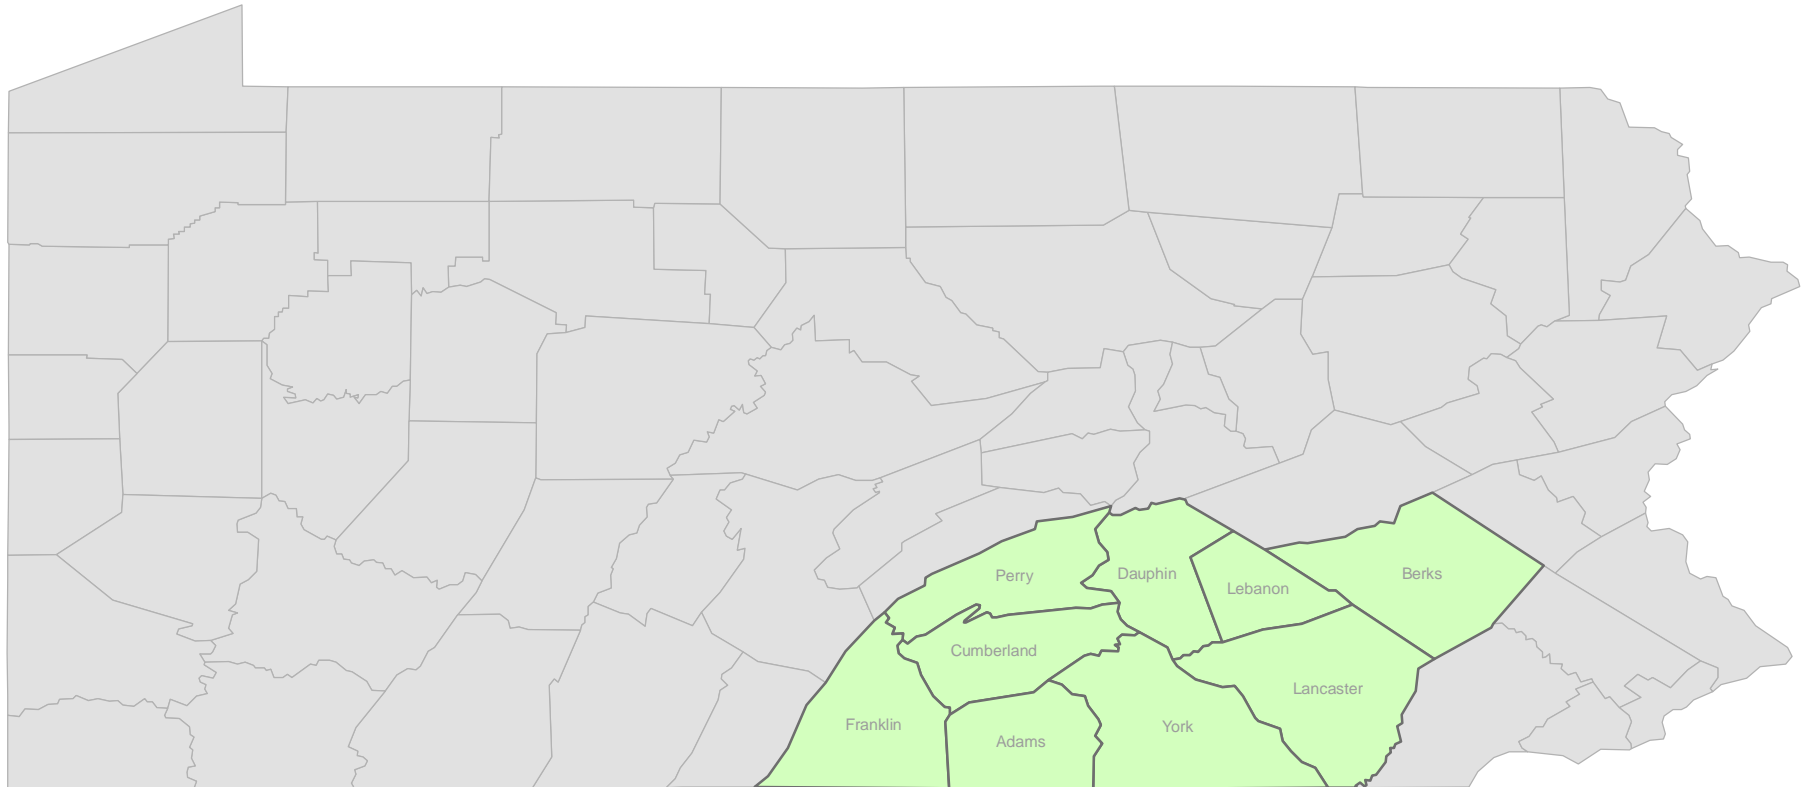 Perry
Dauphin
Lebanon
Berks
Cumberland
Lancaster
Franklin
Adams
York